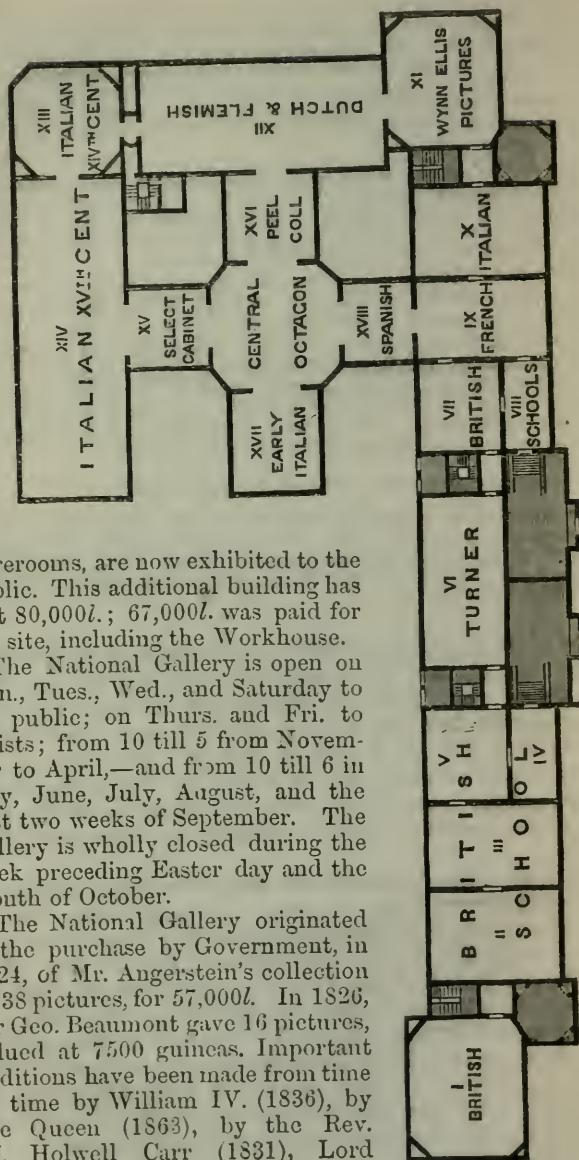 XIII
ITALIAN
XIVTH CENT
XII
DUTCH & FLEMISH
XI
WYNN ELLIS
PICTURES
XIV
ITALIAN XVTH CENT
XV
SELECT
CABINET
XVI
PEEL
COLL
CENTRAL
OCTAGON
XVII
EARLY
ITALIAN
XVIII
SPANISH
X
ITALIAN
IX
FRENCH
VII
BRITISH
VIII
SCHOOLS
VI
TURNER
V
IV
III
II
BRITISH
SCHOOL
I
BRITISH
rerooms, are now exhibited to the
blic. This additional building has
t 80,000l.; 67,000l. was paid for
site, including the Workhouse.
he National Gallery is open on
n., Tues., Wed., and Saturday to
public; on Thurs. and Fri. to
ists; from 10 till 5 from Novem-
r to April,—and from 10 till 6 in
y, June, July, August, and the
t two weeks of September. The
llery is wholly closed during the
ek preceding Easter day and the
onth of October.
The National Gallery originated
the purchase by Government, in
24, of Mr. Angerstein's collection
38 pictures, for 57,000l. In 1826,
r Geo. Beaumont gave 16 pictures,
lued at 7500 guineas. Important
ditions have been made from time
time by William IV. (1836), by
e Queen (1863), by the Rev.
Holwell Carr (1831), Lord